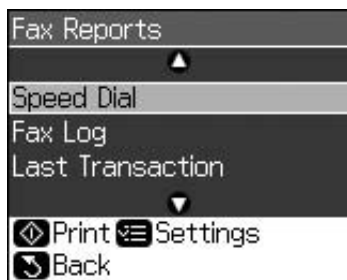 Fax Reports
Speed Dial
Fax Log
Last Transaction
Print Settings
Back